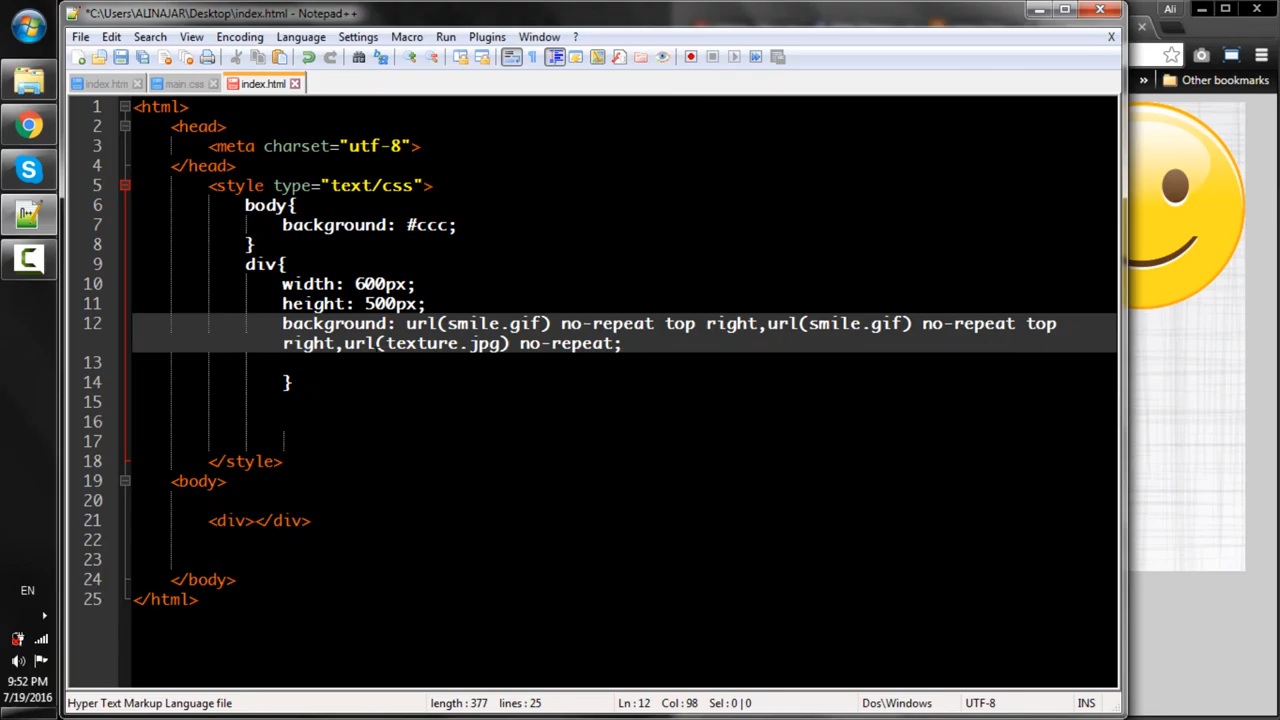 *C:\Users\ALINAJAR\Desktop\index.html - Notepad++
Ali
File Edit Search View Encoding Language Settings Macro Run Plugins Window ? X
» Other bookmarks
index.htm main.css index.html
1 <html>
2 <head>
3 <meta charset="utf-8">
4 </head>
5 <style type="text/css">
6 body{
7 background: #ccc;
8 }
9 div{
10 width: 600px;
11 height: 500px;
12 background: url(smile.gif) no-repeat top right,url(smile.gif) no-repeat top
right,url(texture.jpg) no-repeat;
13
14 }
15
16
17
18 </style>
19 <body>
20
21 <div></div>
22
23
24 </body>
25 </html>
EN
9:52 PM
7/19/2016
Hyper Text Markup Language file length : 377 lines : 25 Ln : 12 Col : 98 Sel : 0 | 0 Dos\Windows UTF-8 INS